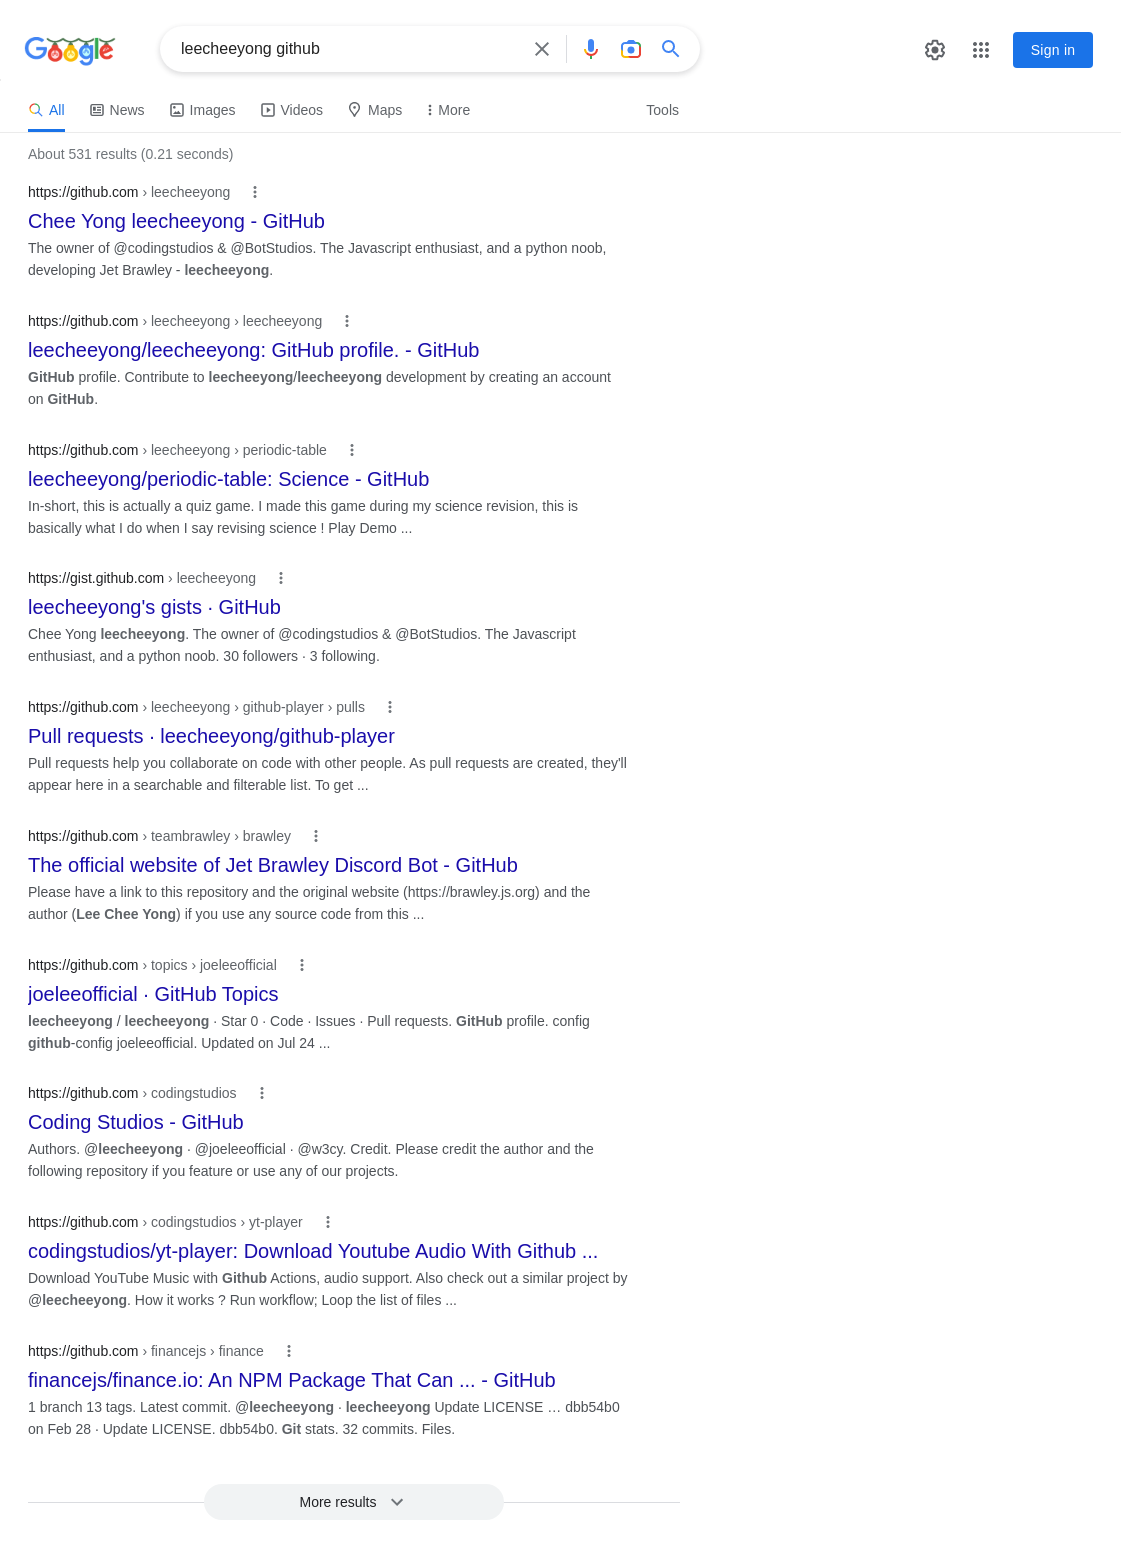 Google
leecheeyong github
Sign in
All News Images Videos Maps More Tools
About 531 results (0.21 seconds)
https://github.com › leecheeyong
Chee Yong leecheeyong - GitHub
The owner of @codingstudios & @BotStudios. The Javascript enthusiast, and a python noob,
developing Jet Brawley - leecheeyong.
https://github.com › leecheeyong › leecheeyong
leecheeyong/leecheeyong: GitHub profile. - GitHub
GitHub profile. Contribute to leecheeyong/leecheeyong development by creating an account
on GitHub.
https://github.com › leecheeyong › periodic-table
leecheeyong/periodic-table: Science - GitHub
In-short, this is actually a quiz game. I made this game during my science revision, this is
basically what I do when I say revising science ! Play Demo ...
https://gist.github.com › leecheeyong
leecheeyong's gists · GitHub
Chee Yong leecheeyong. The owner of @codingstudios & @BotStudios. The Javascript
enthusiast, and a python noob. 30 followers · 3 following.
https://github.com › leecheeyong › github-player › pulls
Pull requests · leecheeyong/github-player
Pull requests help you collaborate on code with other people. As pull requests are created, they'll
appear here in a searchable and filterable list. To get ...
https://github.com › teambrawley › brawley
The official website of Jet Brawley Discord Bot - GitHub
Please have a link to this repository and the original website (https://brawley.js.org) and the
author (Lee Chee Yong) if you use any source code from this ...
https://github.com › topics › joeleeofficial
joeleeofficial · GitHub Topics
leecheeyong / leecheeyong · Star 0 · Code · Issues · Pull requests. GitHub profile. config
github-config joeleeofficial. Updated on Jul 24 ...
https://github.com › codingstudios
Coding Studios - GitHub
Authors. @leecheeyong · @joeleeofficial · @w3cy. Credit. Please credit the author and the
following repository if you feature or use any of our projects.
https://github.com › codingstudios › yt-player
codingstudios/yt-player: Download Youtube Audio With Github ...
Download YouTube Music with Github Actions, audio support. Also check out a similar project by
@leecheeyong. How it works ? Run workflow; Loop the list of files ...
https://github.com › financejs › finance
financejs/finance.io: An NPM Package That Can ... - GitHub
1 branch 13 tags. Latest commit. @leecheeyong · leecheeyong Update LICENSE … dbb54b0
on Feb 28 · Update LICENSE. dbb54b0. Git stats. 32 commits. Files.
More results